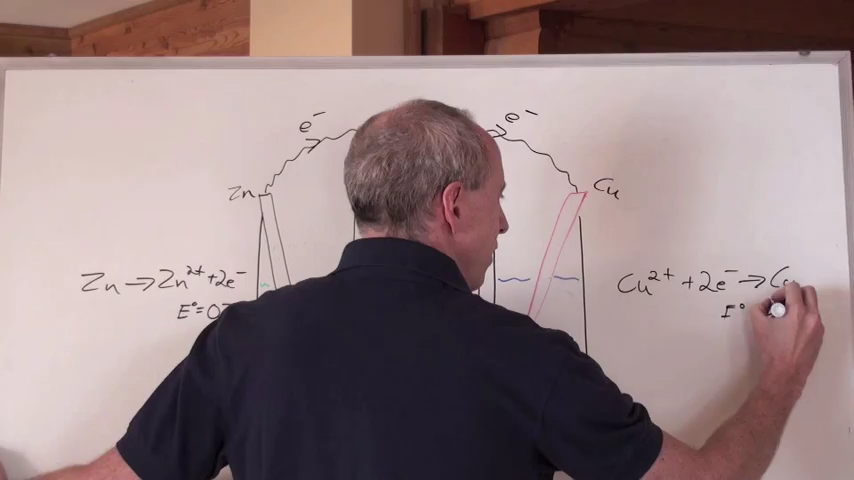 e⁻
e⁻
Zn
Cu
Zn → Zn²⁺ + 2e⁻
E° = 0
Cu²⁺ + 2e⁻ → C
E°